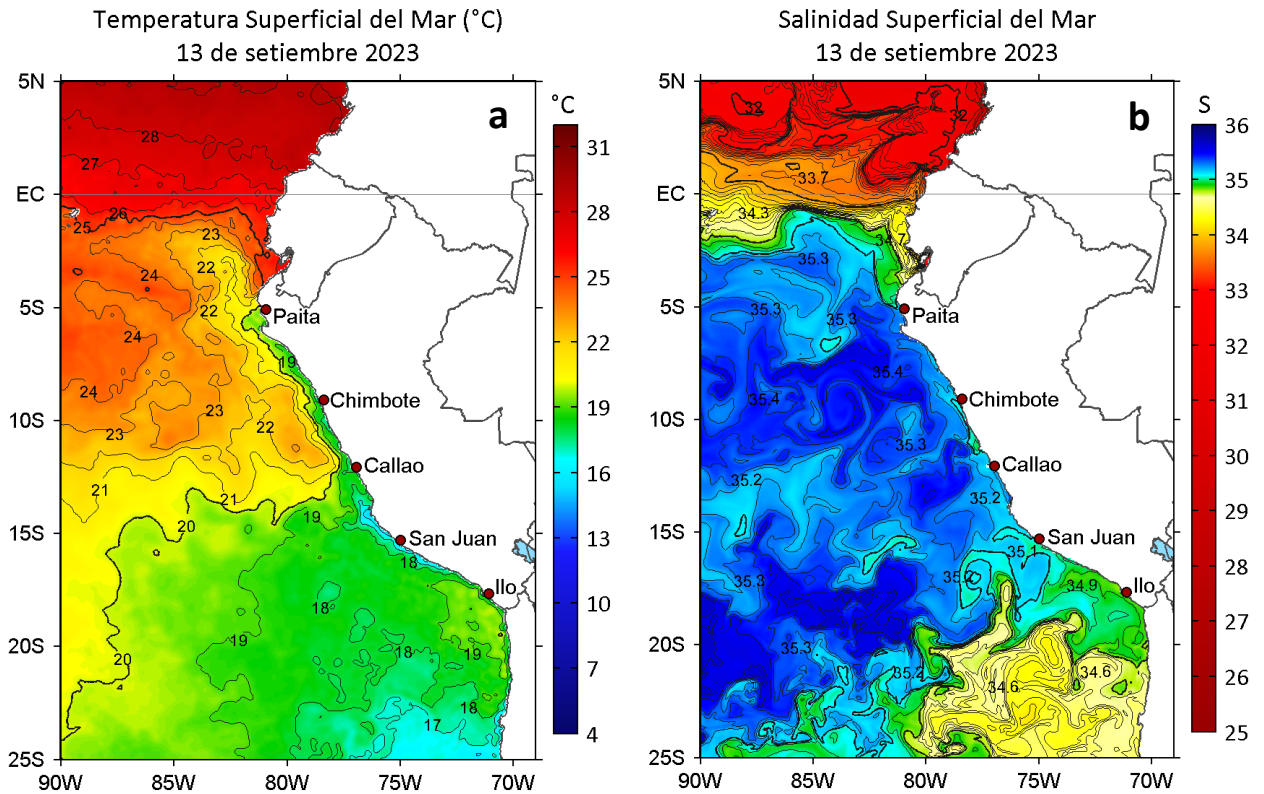 Temperatura Superficial del Mar (°C)
13 de setiembre 2023
a
°C
31
28
25
22
19
16
13
10
7
4
5N
EC
5S
10S
15S
20S
25S
90W
85W
80W
75W
70W
28
27
26
25
23
24
22
22
24
19
24
23
23
22
21
21
20
19
18
18
19
18
20
19
18
17
Paita
Chimbote
Callao
San Juan
Ilo
Salinidad Superficial del Mar
13 de setiembre 2023
b
S
36
35
34
33
32
31
30
29
28
27
26
25
5N
EC
5S
10S
15S
20S
25S
90W
85W
80W
75W
70W
32
32
33.7
34.3
34.7
35.3
35.3
35.3
35.4
35.4
35.3
35.2
35.2
35.1
35.2
35.3
34.9
35.3
35.2
34.6
34.6
Paita
Chimbote
Callao
San Juan
Ilo